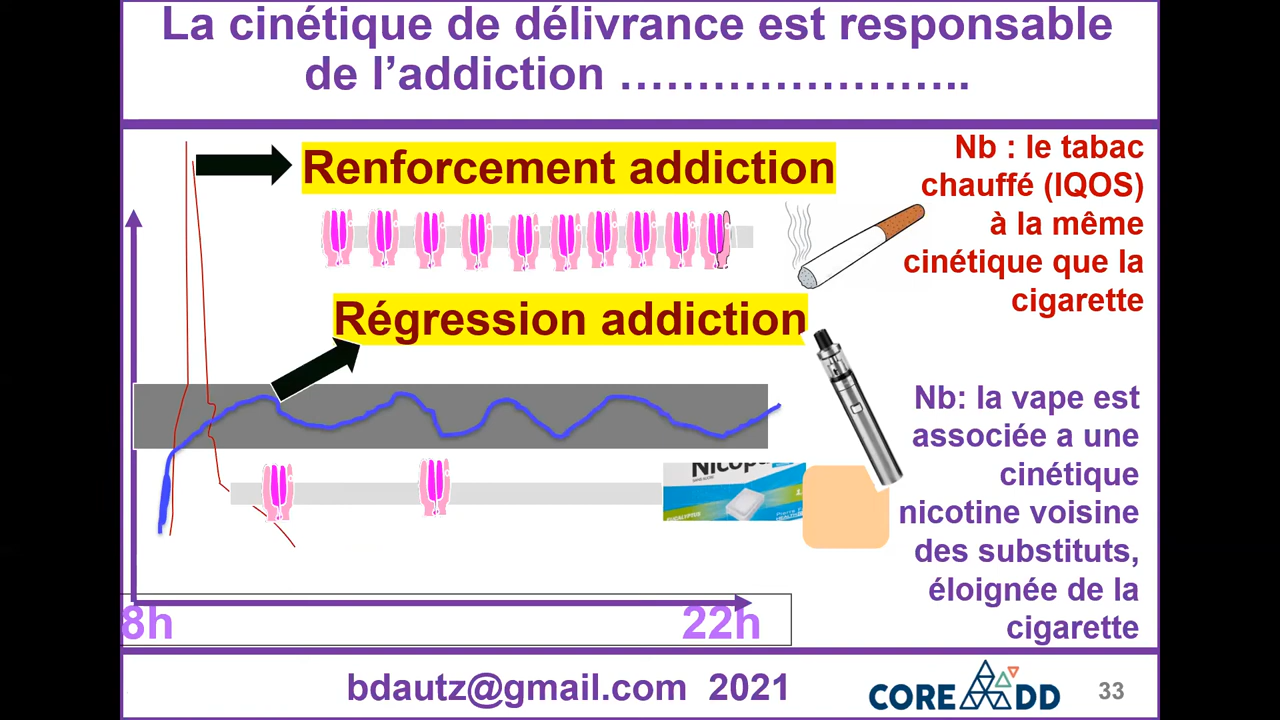 La cinétique de délivrance est responsable
de l’addiction …………………..
Renforcement addiction
Nb : le tabac
chauffé (IQOS)
à la même
cinétique que la
cigarette
Régression addiction
Nb: la vape est
associée a une
cinétique
nicotine voisine
des substituts,
éloignée de la
cigarette
EUCALYPTUS
8h
22h
bdautz@gmail.com 2021
COREADD
33